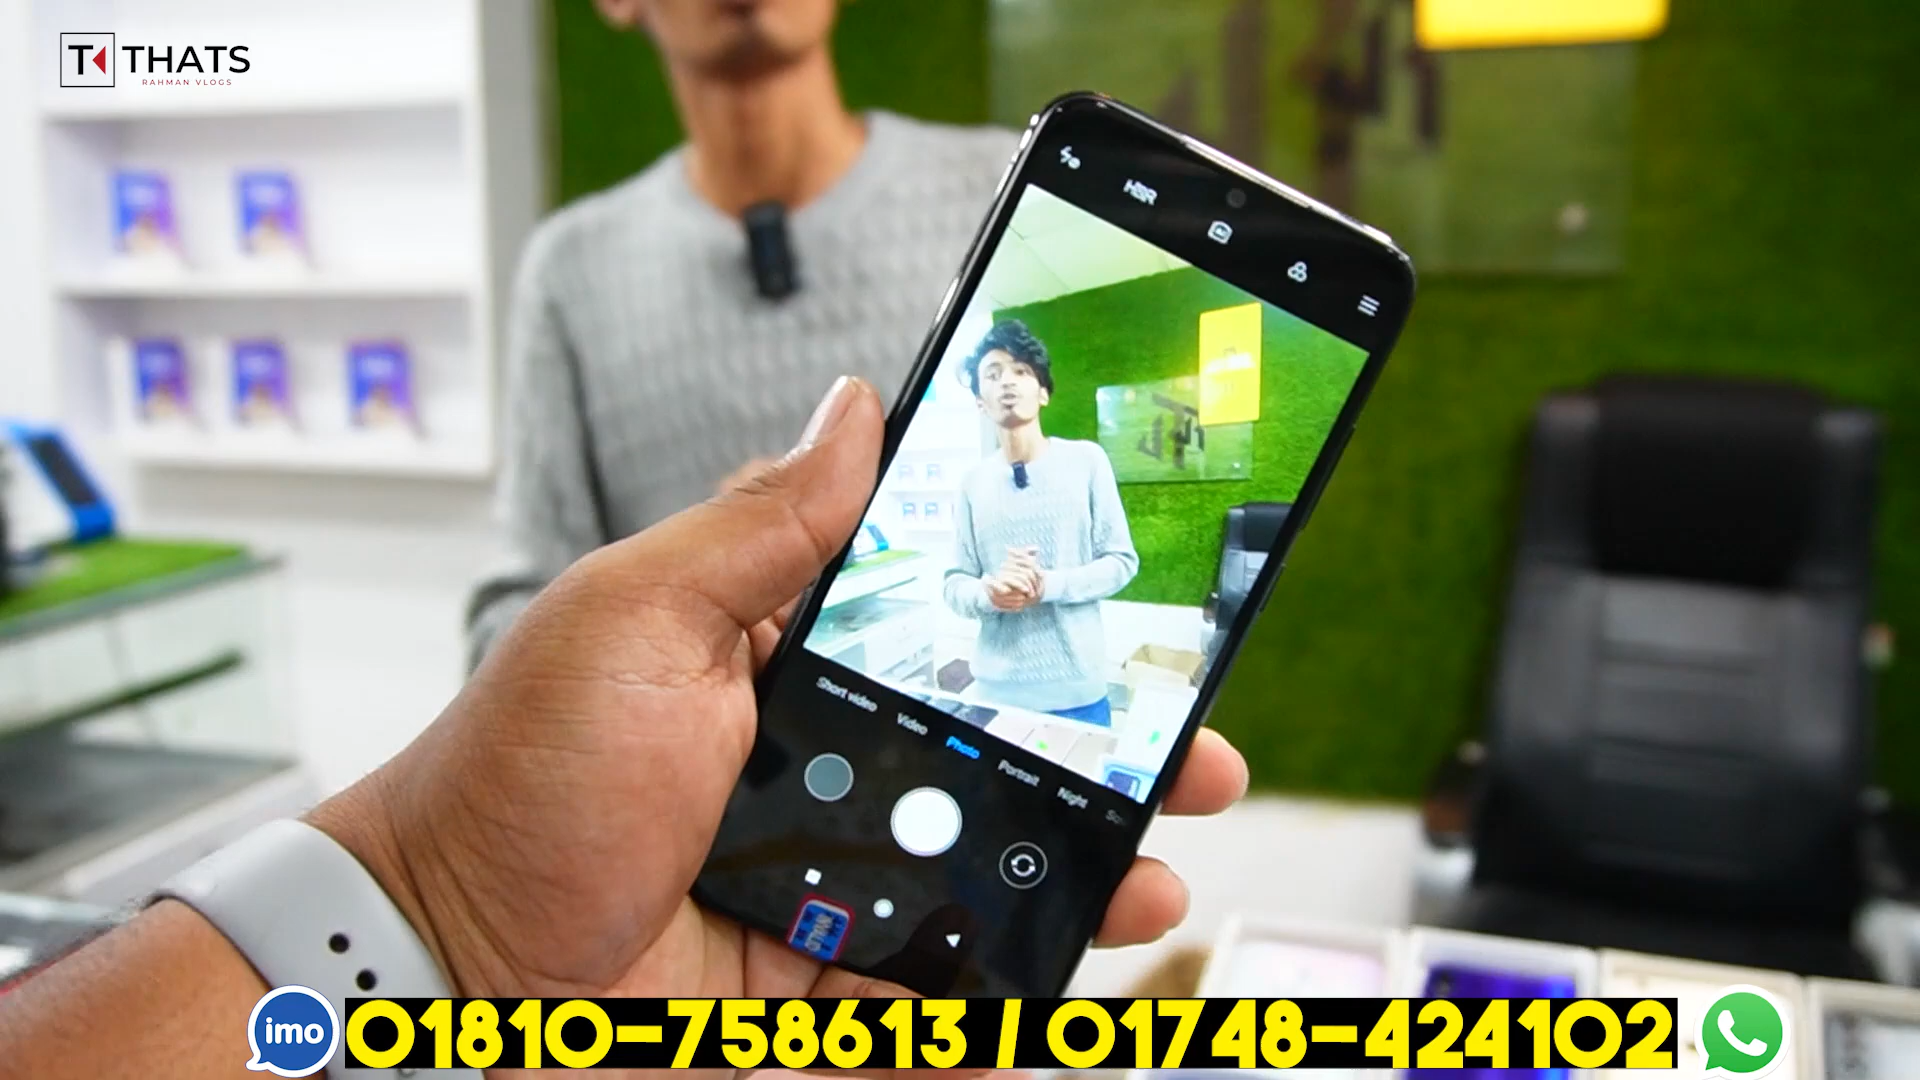 THATS
RAHMAN VLOGS
HDR
Short video Video Photo Portrait Night
imo 01810-758613 / 01748-424102